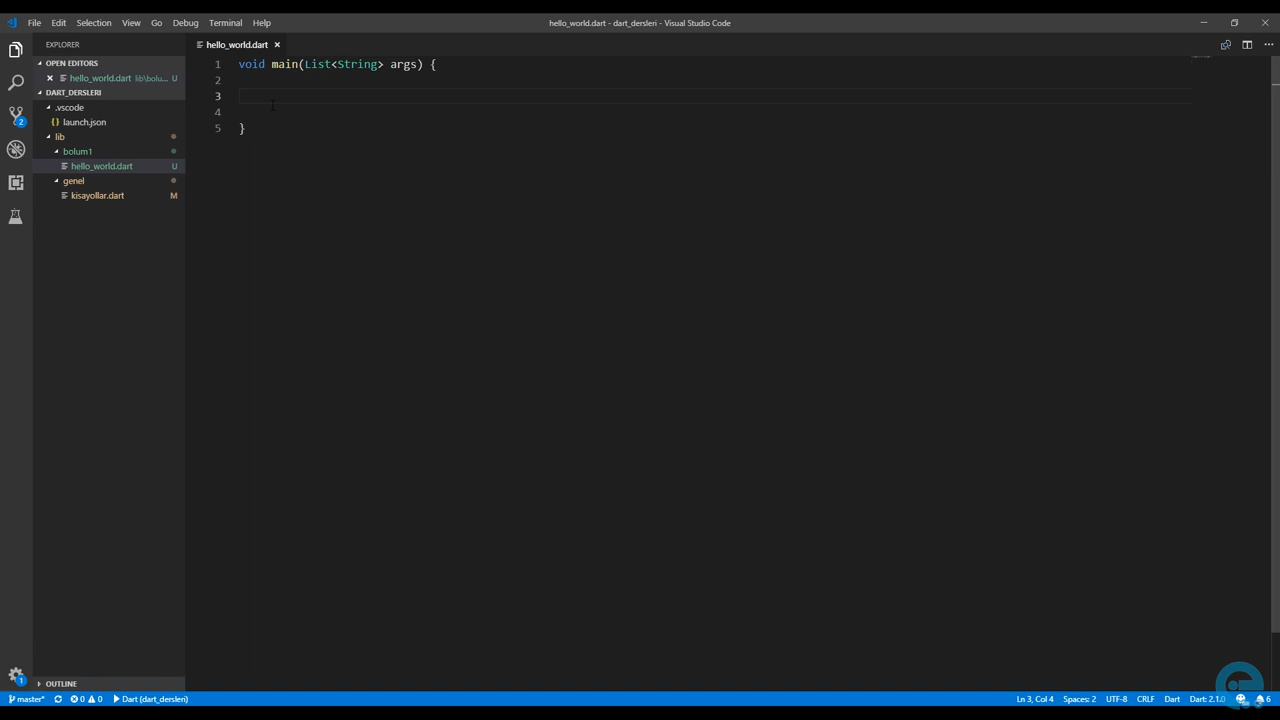 File Edit Selection View Go Debug Terminal Help
hello_world.dart - dart_dersleri - Visual Studio Code
EXPLORER
hello_world.dart
OPEN EDITORS
hello_world.dart lib\bolu... U
DART_DERSLERI
.vscode
launch.json
lib
bolum1
hello_world.dart U
genel
kisayollar.dart M
1 void main(List<String> args) {
2
3
4
5 }
2
OUTLINE
1
master* 0 0 Dart (dart_dersleri)
Ln 3, Col 4 Spaces: 2 UTF-8 CRLF Dart Dart: 2.1.0 6